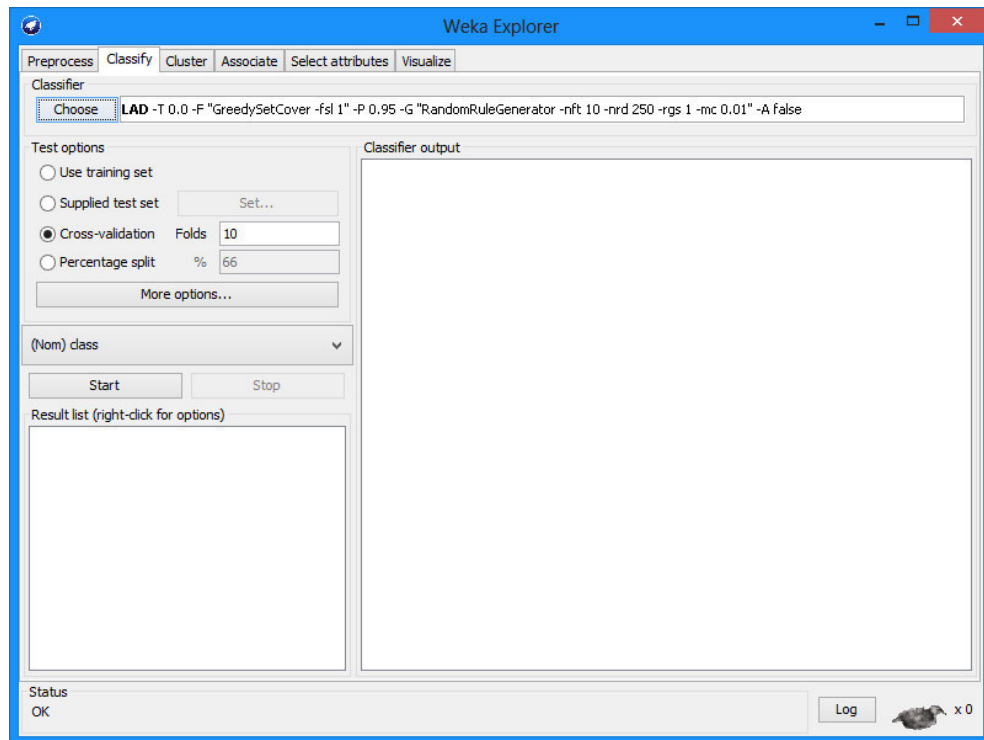 Weka Explorer
Preprocess Classify Cluster Associate Select attributes Visualize
Classifier
Choose LAD -T 0.0 -F "GreedySetCover -fsl 1" -P 0.95 -G "RandomRuleGenerator -nft 10 -nrd 250 -rgs 1 -mc 0.01" -A false
Test options
Use training set
Supplied test set Set...
Cross-validation Folds 10
Percentage split % 66
More options...
(Nom) class
Start Stop
Result list (right-click for options)
Classifier output
Status
OK
Log x 0